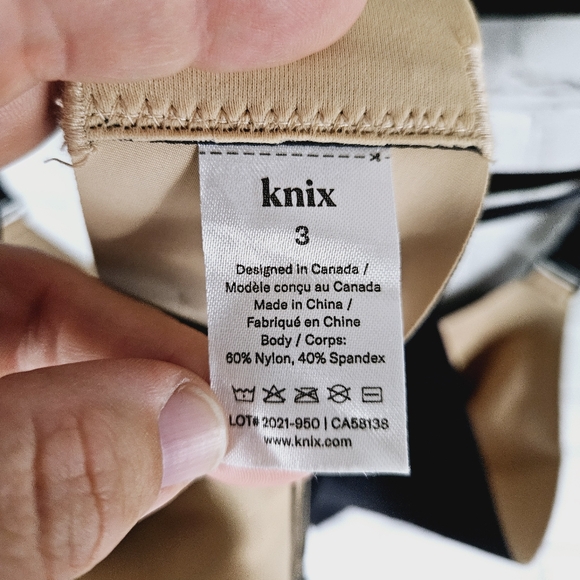 knix
3
Designed in Canada /
Modèle conçu au Canada
Made in China /
Fabriqué en Chine
Body / Corps:
60% Nylon, 40% Spandex
LOT# 2021-950 | CA58138
www.knix.com